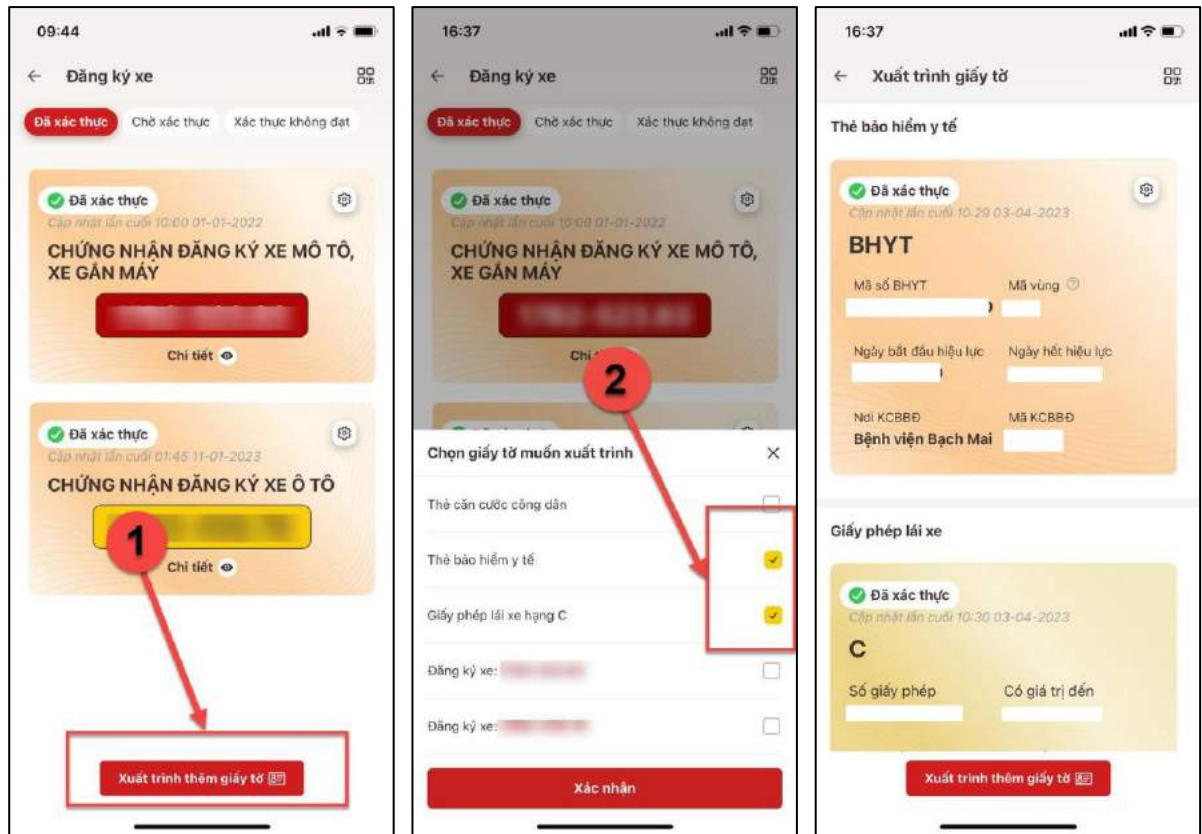 09:44
Đăng ký xe
Đã xác thực
Chờ xác thực
Xác thực không đạt
Đã xác thực
Cập nhật lần cuối 10:00 01-01-2022
CHỨNG NHẬN ĐĂNG KÝ XE MÔ TÔ,
XE GẮN MÁY
Chi tiết
Đã xác thực
Cập nhật lần cuối 01:45 11-01-2023
CHỨNG NHẬN ĐĂNG KÝ XE Ô TÔ
1
Chi tiết
Xuất trình thêm giấy tờ
16:37
Đăng ký xe
Đã xác thực
Chờ xác thực
Xác thực không đạt
Đã xác thực
Cập nhật lần cuối 10:00 01-01-2022
CHỨNG NHẬN ĐĂNG KÝ XE MÔ TÔ,
XE GẮN MÁY
Chi
2
Chọn giấy tờ muốn xuất trình
Thẻ căn cước công dân
Thẻ bảo hiểm y tế
Giấy phép lái xe hạng C
Đăng ký xe:
Đăng ký xe:
Xác nhận
16:37
Xuất trình giấy tờ
Thẻ bảo hiểm y tế
Đã xác thực
Cập nhật lần cuối 10:29 03-04-2023
BHYT
Mã số BHYT
Mã vùng
Ngày bắt đầu hiệu lực
Ngày hết hiệu lực
Nơi KCBBĐ
Mã KCBBĐ
Bệnh viện Bạch Mai
Giấy phép lái xe
Đã xác thực
Cập nhật lần cuối 10:30 03-04-2023
C
Số giấy phép
Có giá trị đến
Xuất trình thêm giấy tờ